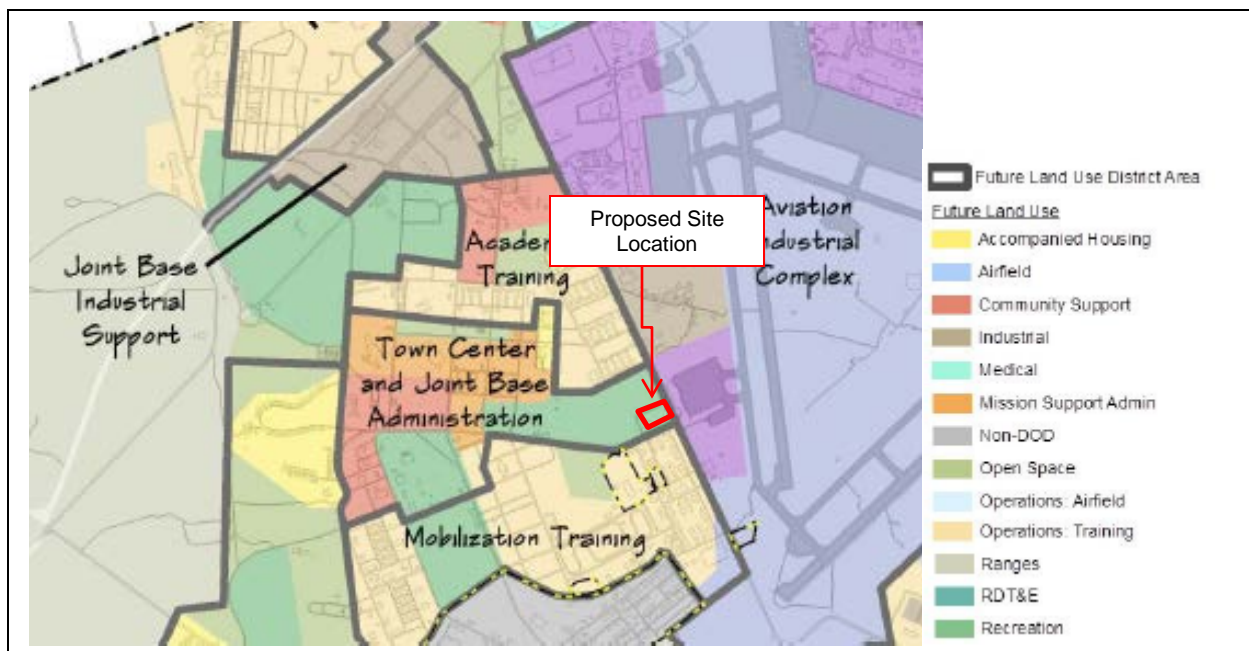 Proposed Site
Location
Aviation
Industrial
Complex
Training
Joint Base
Industrial
Support
Town Center
and Joint Base
Administration
Mobilization Training
Future Land Use District Area
Future Land Use
Accompanied Housing
Airfield
Community Support
Industrial
Medical
Mission Support Admin
Non-DOD
Open Space
Operations: Airfield
Operations: Training
Ranges
RDT&E
Recreation